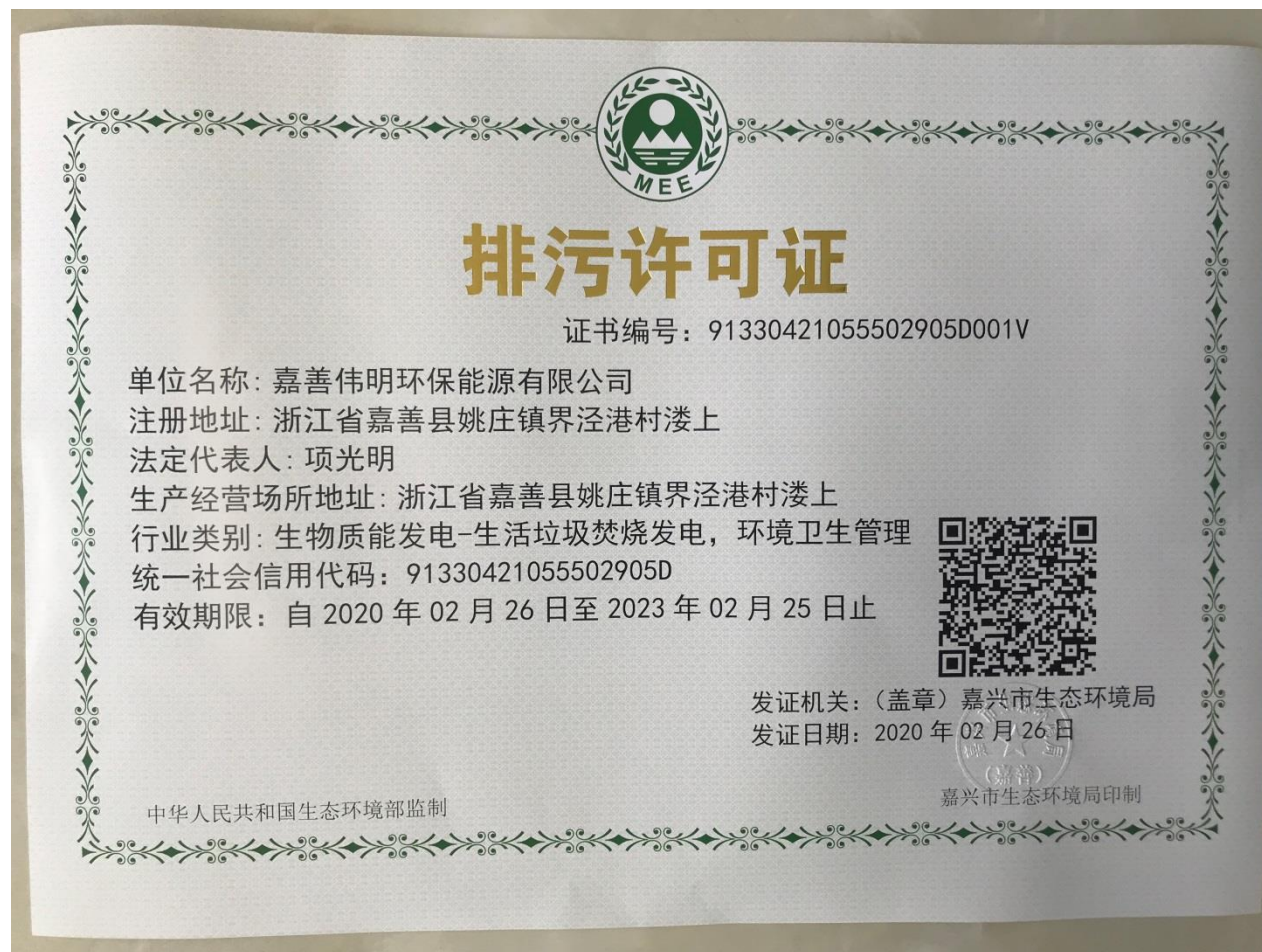 MEE
排污许可证
证书编号：91330421055502905D001V
单位名称：嘉善伟明环保能源有限公司
注册地址：浙江省嘉善县姚庄镇界泾港村溇上
法定代表人：项光明
生产经营场所地址：浙江省嘉善县姚庄镇界泾港村溇上
行业类别：生物质能发电-生活垃圾焚烧发电，环境卫生管理
统一社会信用代码：91330421055502905D
有效期限：自 2020 年 02 月 26 日至 2023 年 02 月 25 日止
发证机关：（盖章）嘉兴市生态环境局
发证日期：2020 年 02 月 26 日
（嘉善）
中华人民共和国生态环境部监制
嘉兴市生态环境局印制